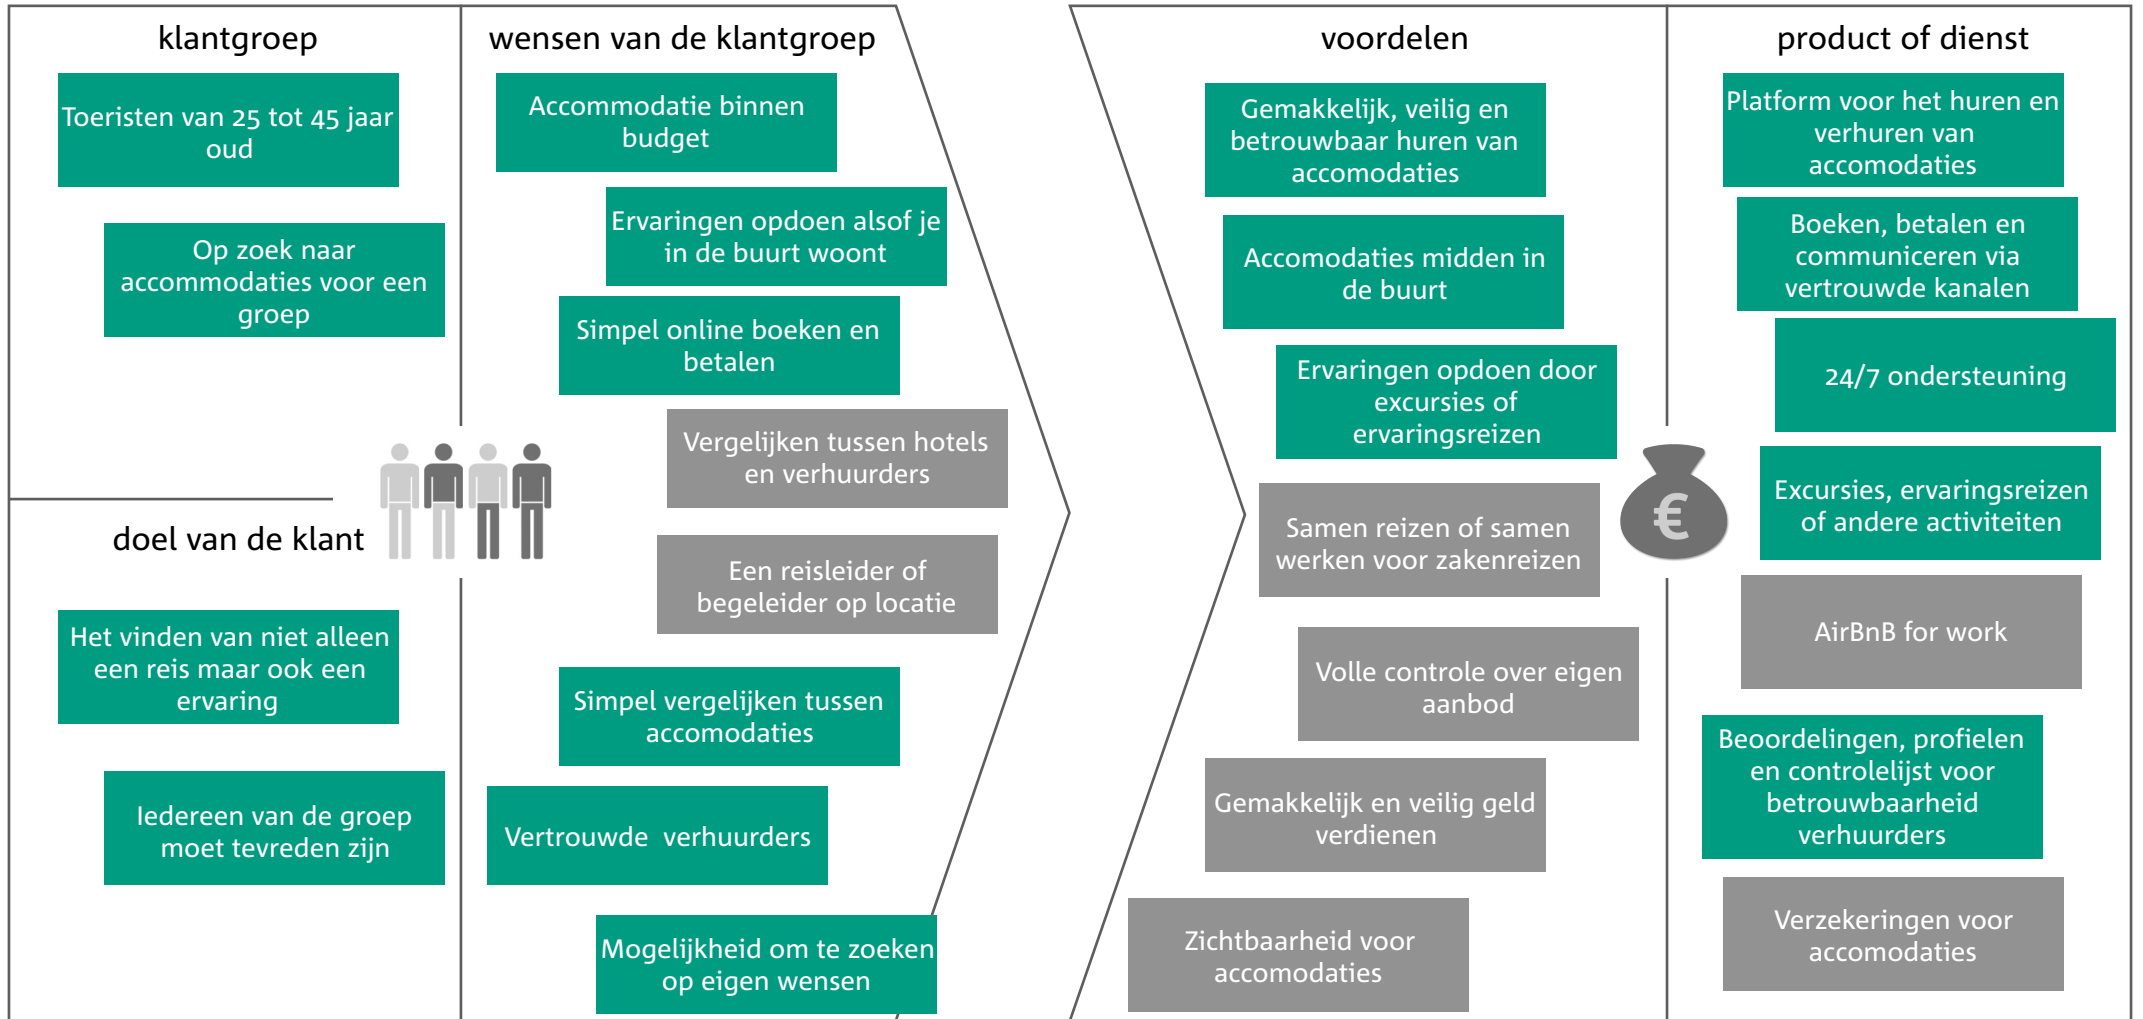 klantgroep
Toeristen van 25 tot 45 jaar
oud
Op zoek naar
accommodaties voor een
groep
doel van de klant
Het vinden van niet alleen
een reis maar ook een
ervaring
Iedereen van de groep
moet tevreden zijn
wensen van de klantgroep
Accommodatie binnen
budget
Ervaringen opdoen alsof je
in de buurt woont
Simpel online boeken en
betalen
Vergelijken tussen hotels
en verhuurders
Een reisleider of
begeleider op locatie
Simpel vergelijken tussen
accomodaties
Vertrouwde verhuurders
Mogelijkheid om te zoeken
op eigen wensen
voordelen
Gemakkelijk, veilig en
betrouwbaar huren van
accomodaties
Accomodaties midden in
de buurt
Ervaringen opdoen door
excursies of
ervaringsreizen
Samen reizen of samen
werken voor zakenreizen
Volle controle over eigen
aanbod
Gemakkelijk en veilig geld
verdienen
Zichtbaarheid voor
accomodaties
€
product of dienst
Platform voor het huren en
verhuren van
accomodaties
Boeken, betalen en
communiceren via
vertrouwde kanalen
24/7 ondersteuning
Excursies, ervaringsreizen
of andere activiteiten
AirBnB for work
Beoordelingen, profielen
en controlelijst voor
betrouwbaarheid
verhuurders
Verzekeringen voor
accomodaties